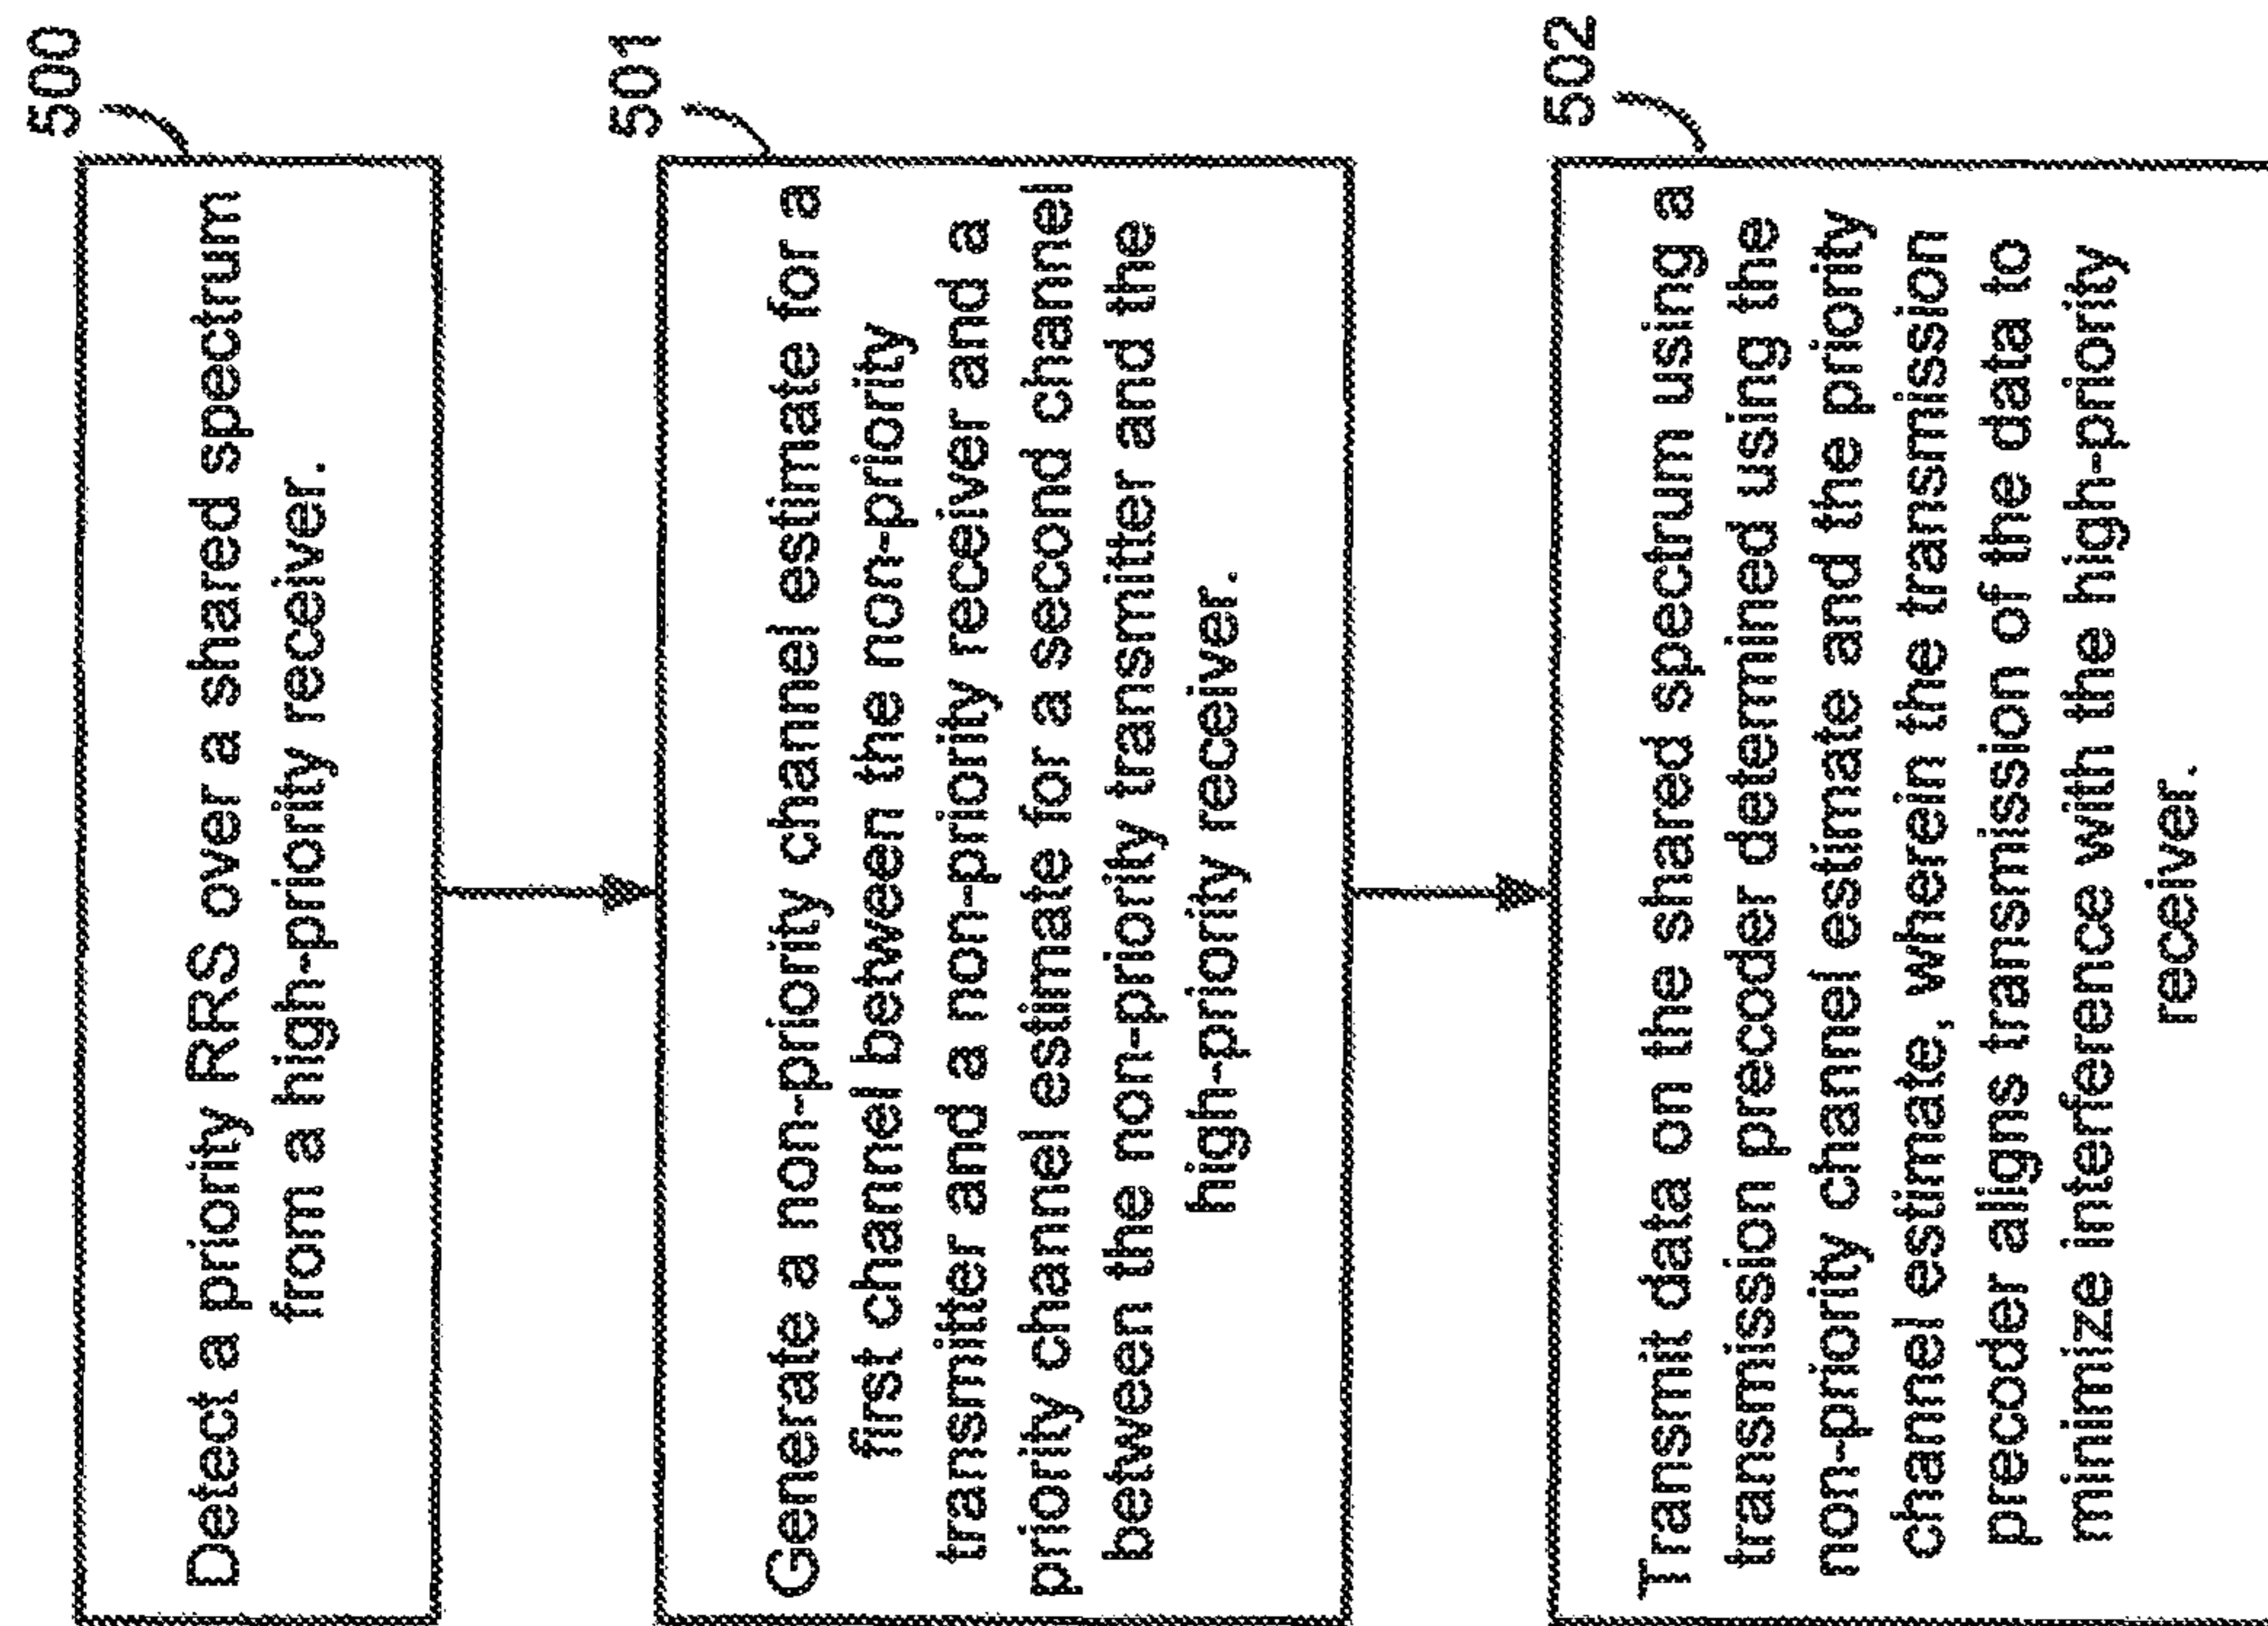 500
Detect a priority RRS over a shared spectrum
from a high-priority receiver.
501
Generate a non-priority channel estimate for a
first channel between the non-priority
transmitter and a non-priority receiver and a
priority channel estimate for a second channel
between the non-priority transmitter and the
high-priority receiver.
502
Transmit data on the shared spectrum using a
transmission precoder determined using the
non-priority channel estimate and the priority
channel estimate, wherein the transmission
precoder aligns transmission of the data to
minimize interference with the high-priority
receiver.